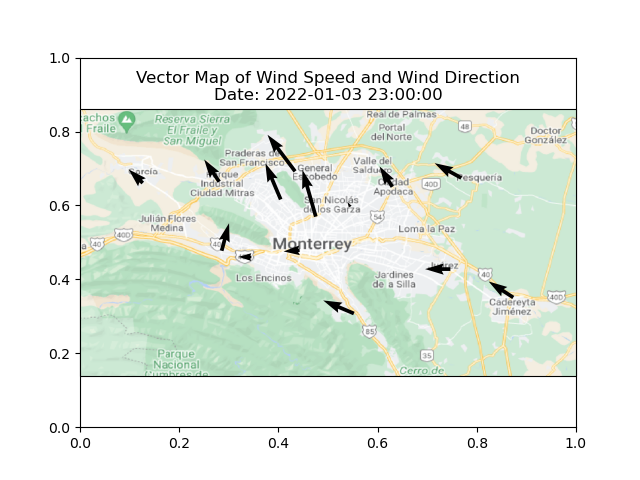 1.0
Vector Map of Wind Speed and Wind Direction
Date: 2022-01-03 23:00:00
achos
Fraile
Reserva Sierra
El Fraile y
San Miguel
Real de Palmas
Portal
del Norte
48
Doctor
González
0.8
Praderas de
San Francisco
General
Escobedo
Valle del
Salduero
García
Parque
Industrial
Ciudad Mitras
Ciudad
Apodaca
40D
Pesquería
0.6
San Nicolás
de los Garza
54
Julián Flores
Medina
Loma la Paz
40
40D
Monterrey
Los Encinos
Jardines
de la Silla
Juárez
40
0.4
40D
Cadereyta
Jiménez
85
Parque
Nacional
Cumbres de
35
Cerro de
0.2
0.0
0.0
0.2
0.4
0.6
0.8
1.0